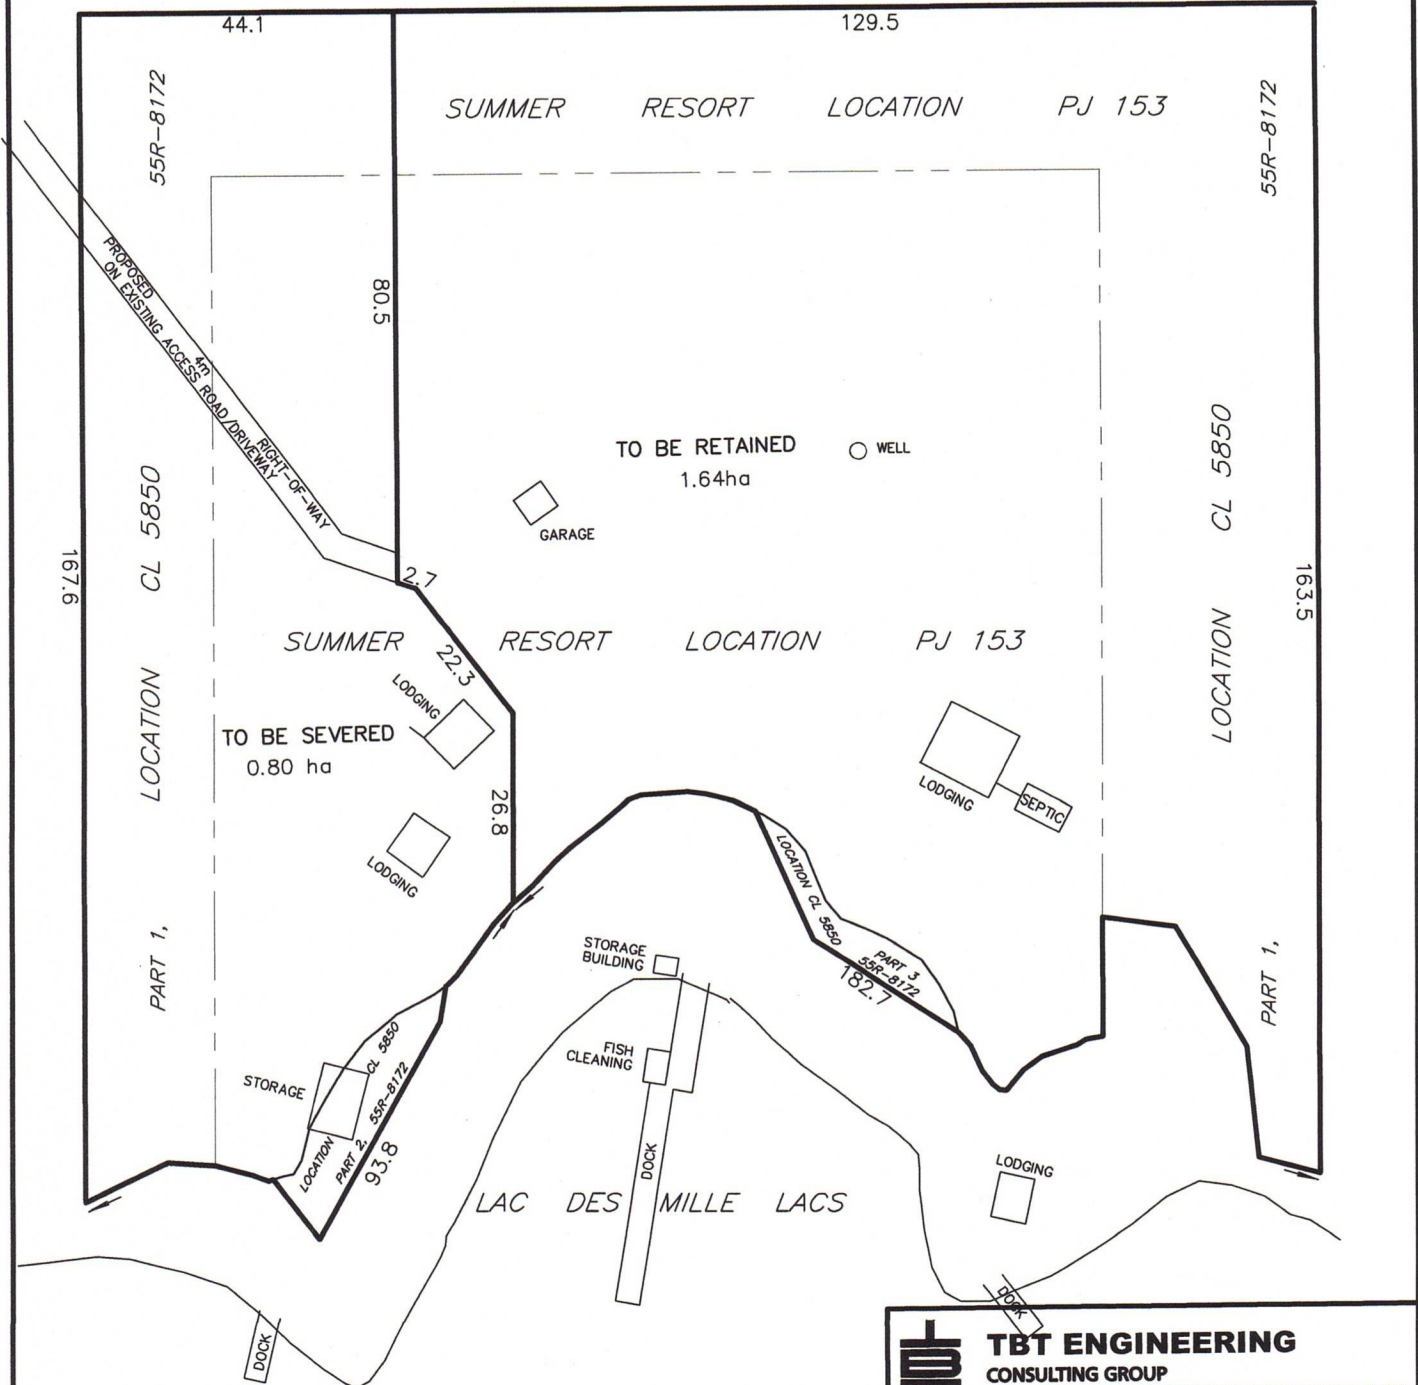 44.1
129.5
55R-8172
SUMMER RESORT LOCATION PJ 153
55R-8172
PROPOSED 4m RIGHT-OF-WAY
ON EXISTING ACCESS ROAD/DRIVEWAY
80.5
TO BE RETAINED
1.64ha
WELL
GARAGE
LOCATION CL 5850
LOCATION CL 5850
167.6
163.5
2.7
SUMMER RESORT LOCATION PJ 153
22.3
LODGING
TO BE SEVERED
0.80 ha
26.8
LODGING
LODGING
SEPTIC
LOCATION CL 5850
PART 3
55R-8172
182.7
PART 1,
PART 1,
STORAGE
BUILDING
FISH
CLEANING
DOCK
STORAGE
LOCATION CL 5850
PART 2, 55R-8172
93.8
LODGING
LAC DES MILLE LACS
DOCK
DOCK
TBT ENGINEERING
CONSULTING GROUP